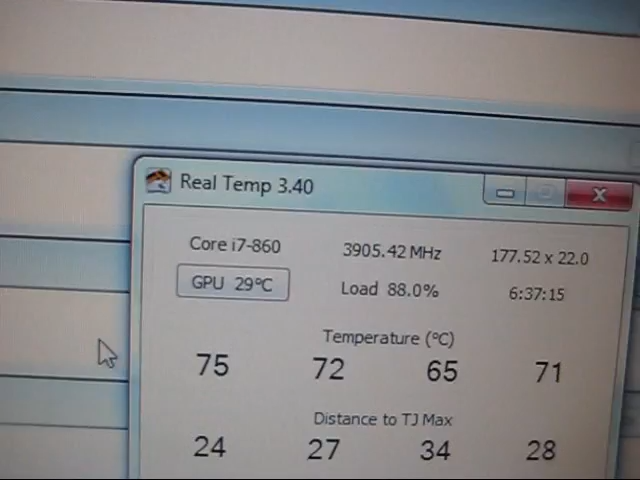 Real Temp 3.40
Core i7-860 3905.42 MHz 177.52 x 22.0
GPU 29°C Load 88.0% 6:37:15
Temperature (°C)
75 72 65 71
Distance to TJ Max
24 27 34 28